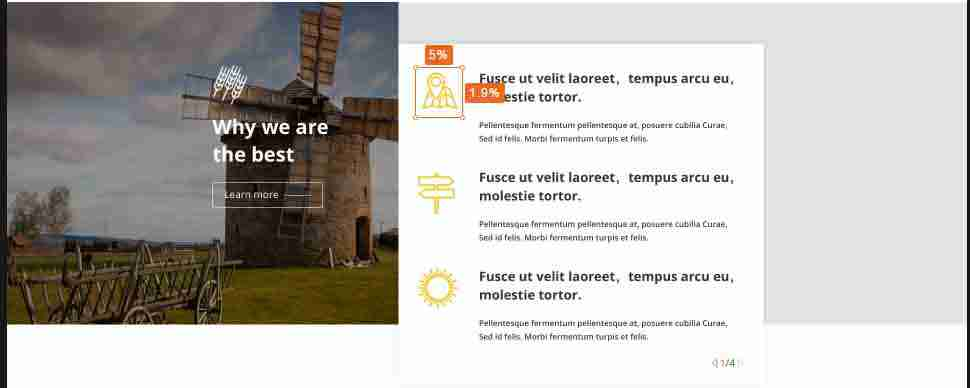 Why we are
the best
Learn more
5%
1.9%
Fusce ut velit laoreet, tempus arcu eu,
estie tortor.
Pellentesque fermentum pellentesque at, posuere cubilia Curae,
Sed id felis. Morbi fermentum turpis et felis.
Fusce ut velit laoreet, tempus arcu eu,
molestie tortor.
Pellentesque fermentum pellentesque at, posuere cubilia Curae,
Sed id felis. Morbi fermentum turpis et felis.
Fusce ut velit laoreet, tempus arcu eu,
molestie tortor.
Pellentesque fermentum pellentesque at, posuere cubilia Curae,
Sed id felis. Morbi fermentum turpis et felis.
1/4